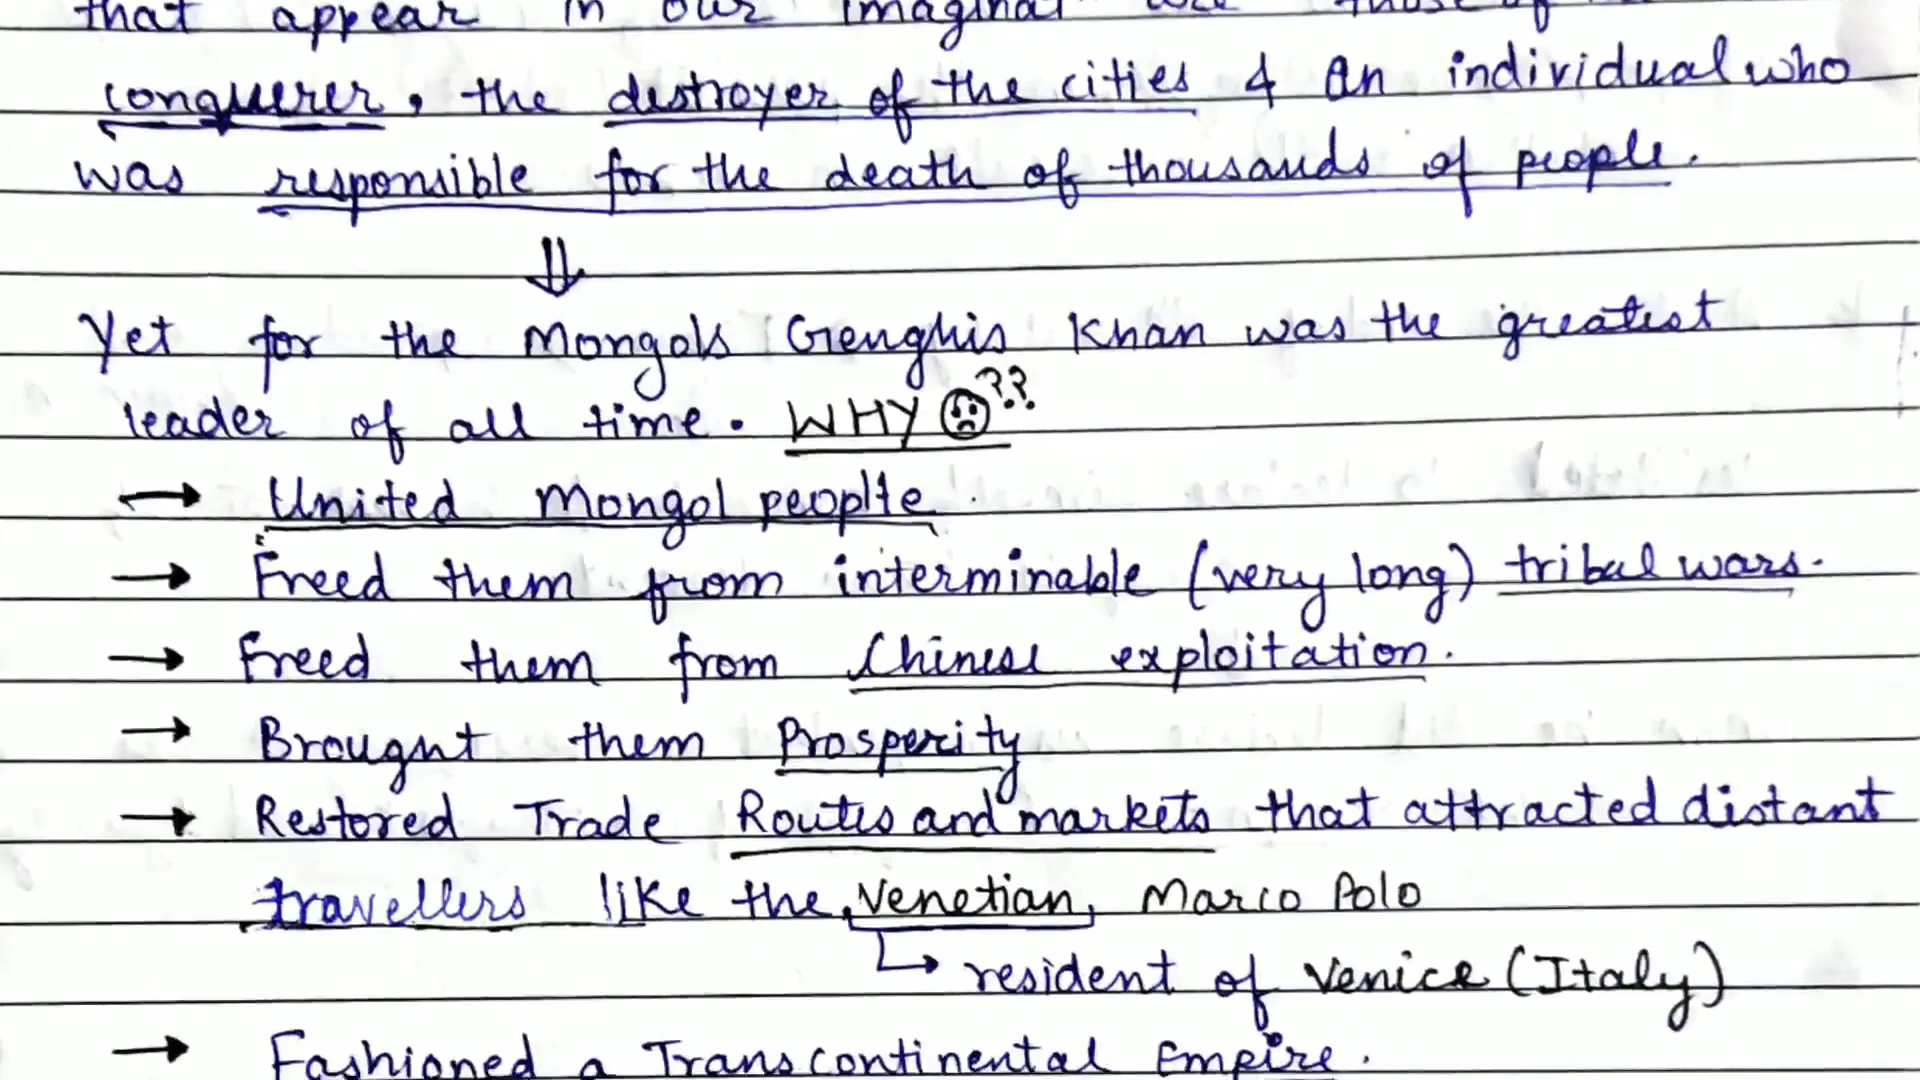 that appear in our imaginat
conquerer, the destroyer of the cities & an individual who
was responsible for the death of thousands of people.
⇓
Yet for the Mongols Genghis Khan was the greatest
leader of all time. WHY ??
→ United Mongol people.
→ Freed them from interminable (very long) tribal wars.
→ Freed them from Chinese exploitation.
→ Brought them Prosperity
→ Restored Trade Routes and markets that attracted distant
travellers like the Venetian, Marco Polo
↳ resident of Venice (Italy)
→ Fashioned a Transcontinental Empire.